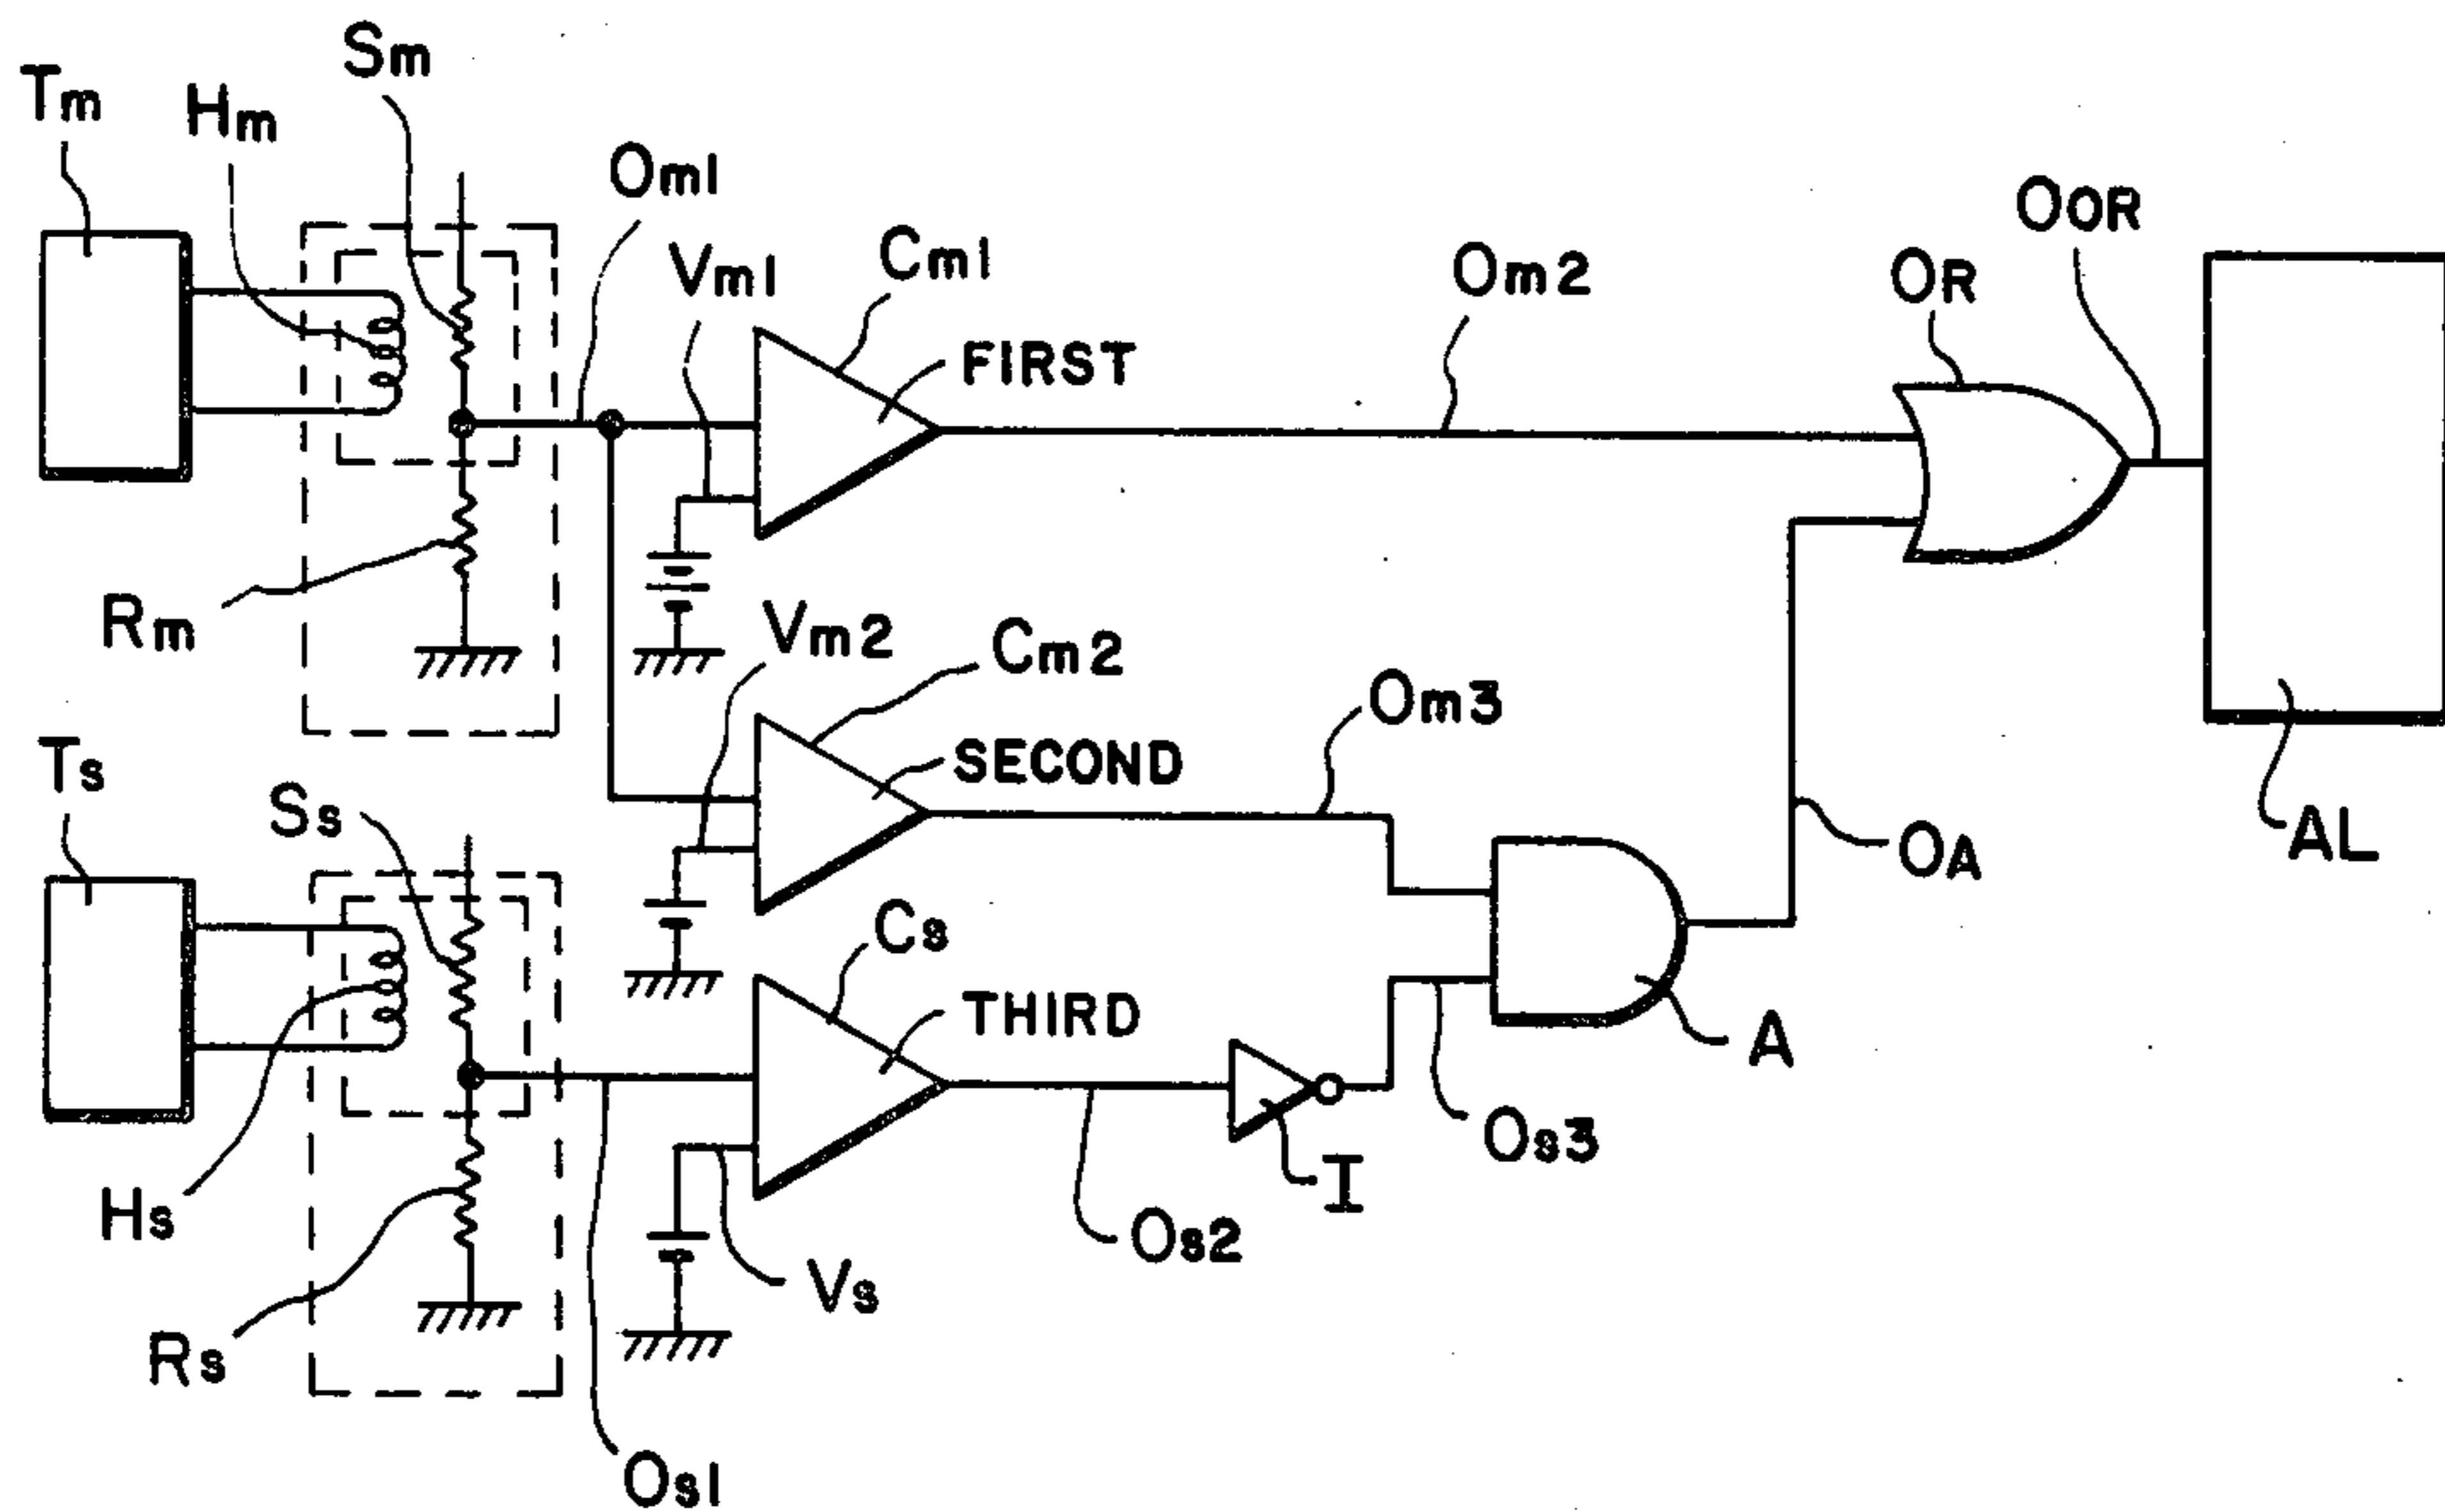 Sm
Tm
Hm
Om1
OOR
Vm1
Cm1
Om2
OR
FIRST
Rm
Vm2
Cm2
Om3
Ts
SECOND
Ss
AL
OA
Cs
THIRD
A
Os3
I
Hs
Os2
Vs
Rs
Os1